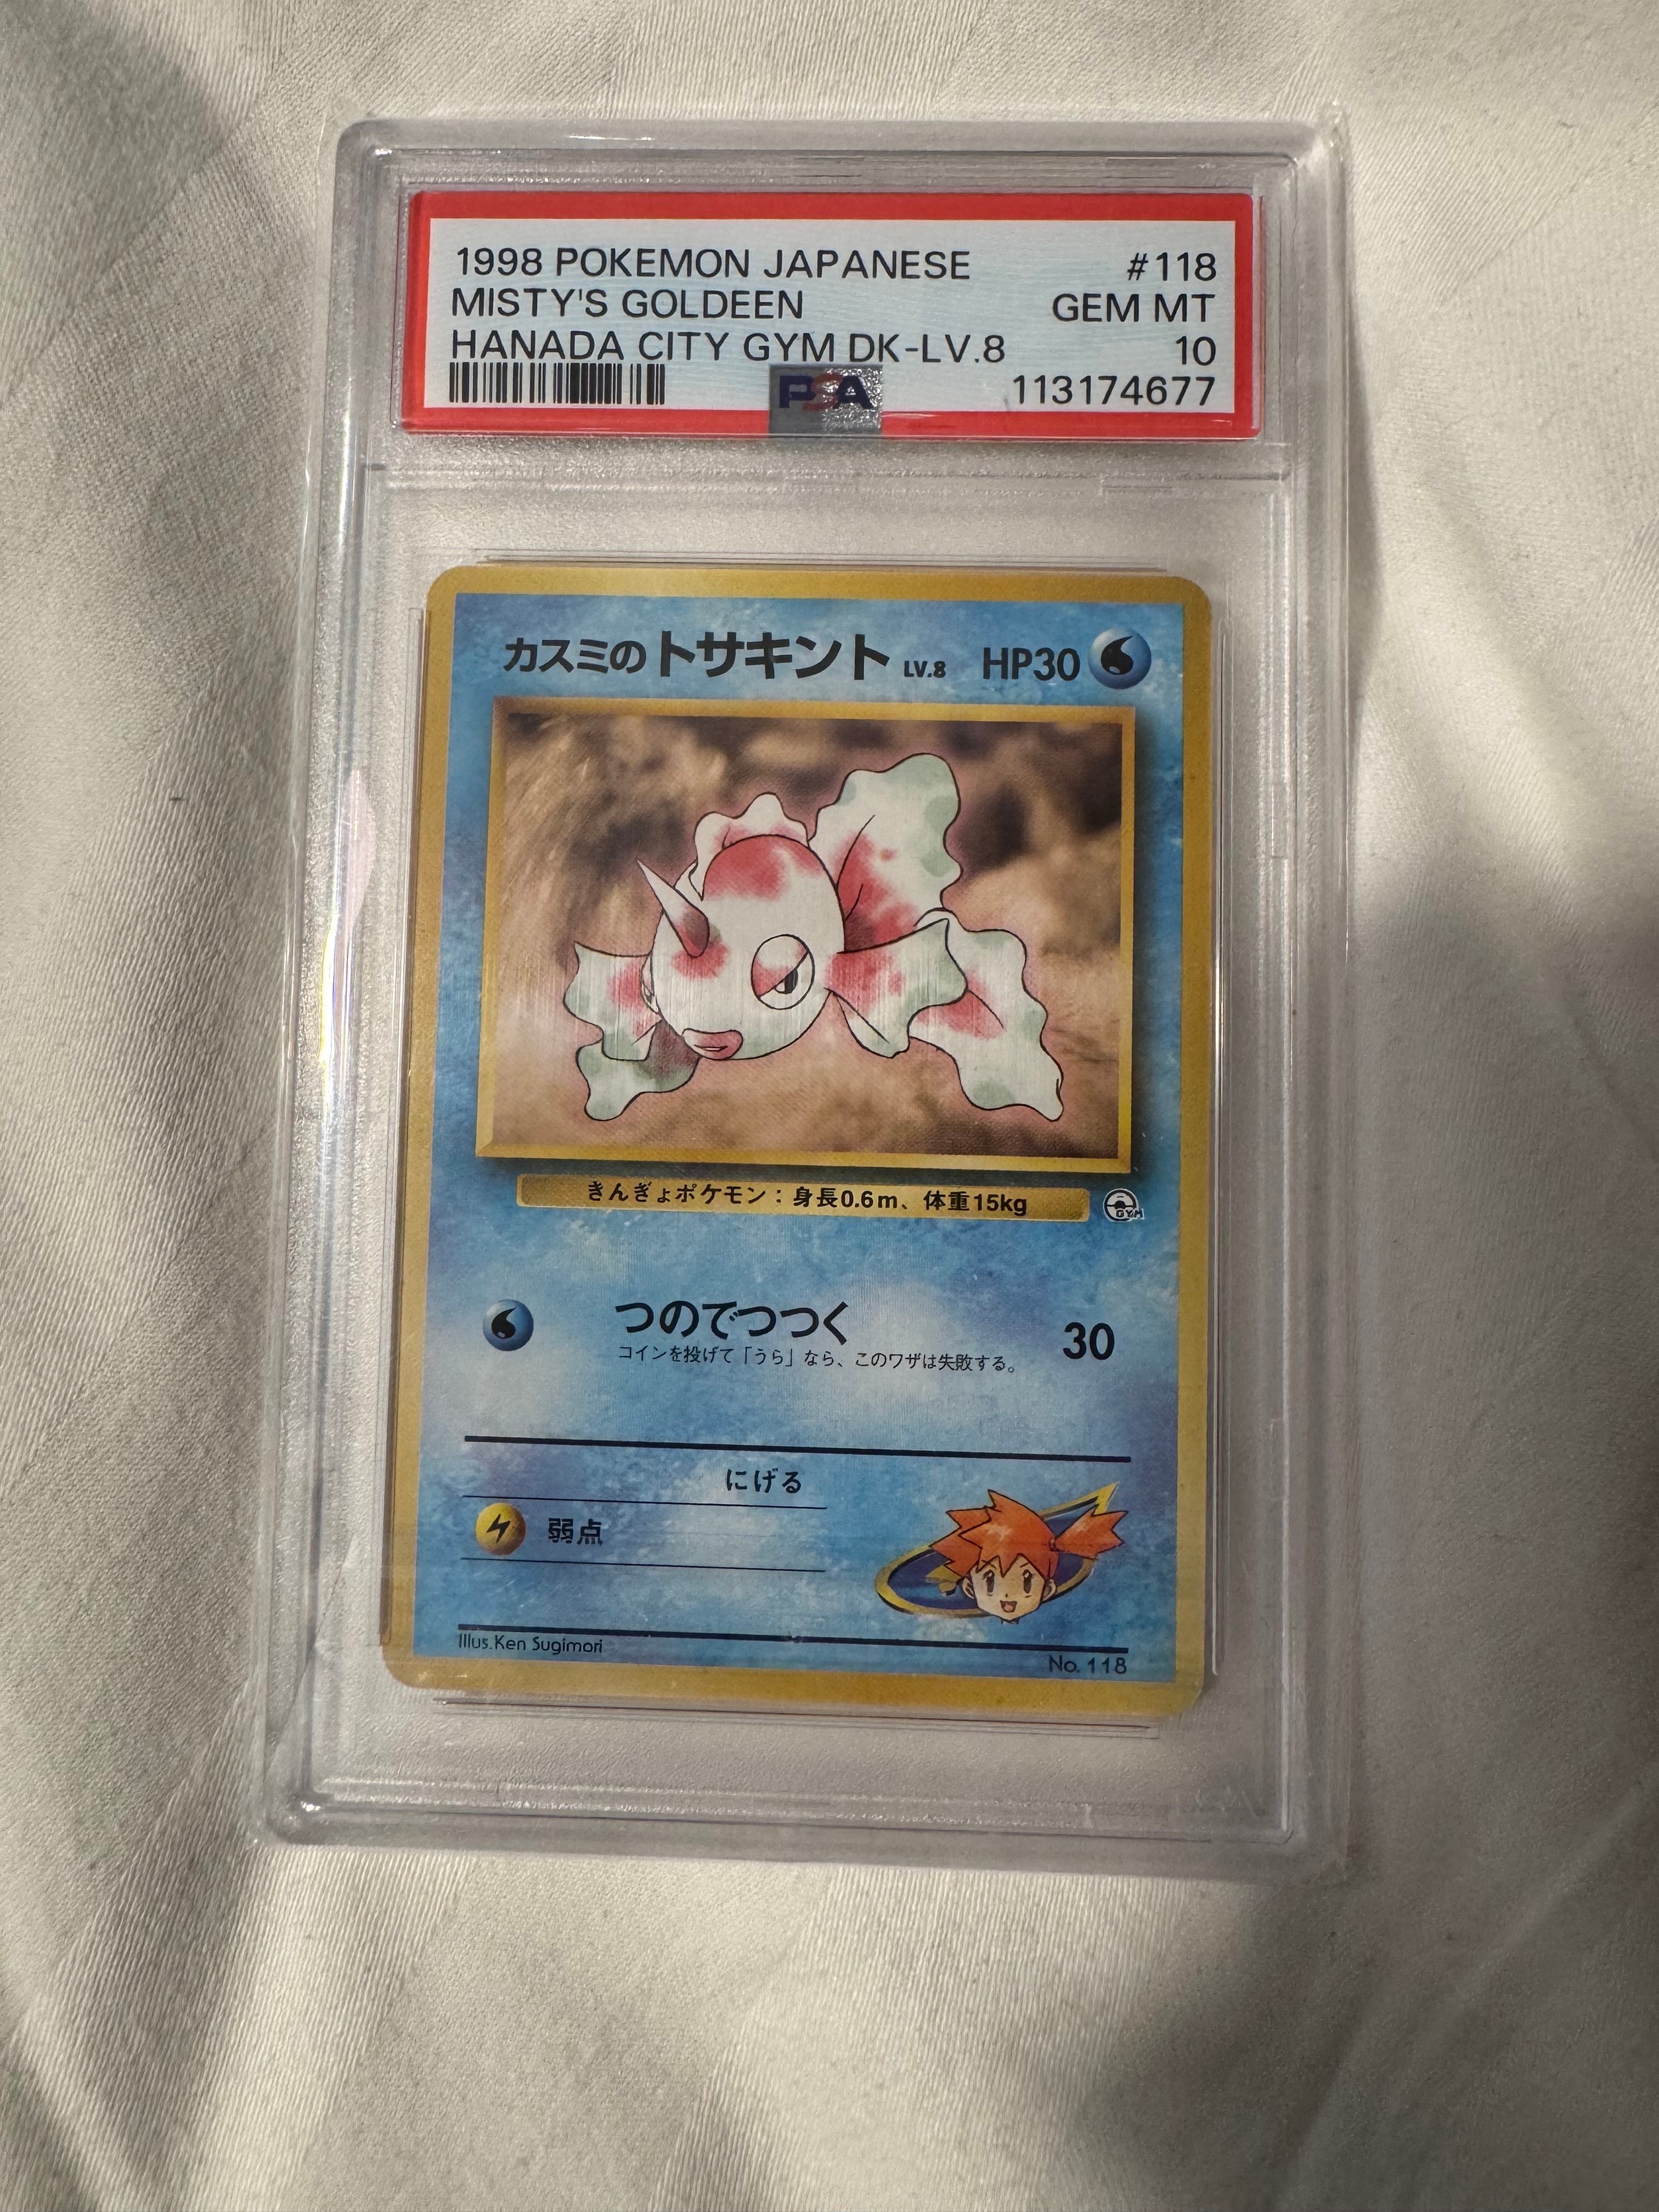 1998 POKEMON JAPANESE #118
MISTY'S GOLDEEN GEM MT
HANADA CITY GYM DK-LV.8 10
PSA 113174677
カスミのトサキント LV.8 HP30
きんぎょポケモン：身長0.6m、体重15kg
GYM
つのでつつく 30
コインを投げて「うら」なら、このワザは失敗する。
にげる
弱点
Illus.Ken Sugimori
No. 118